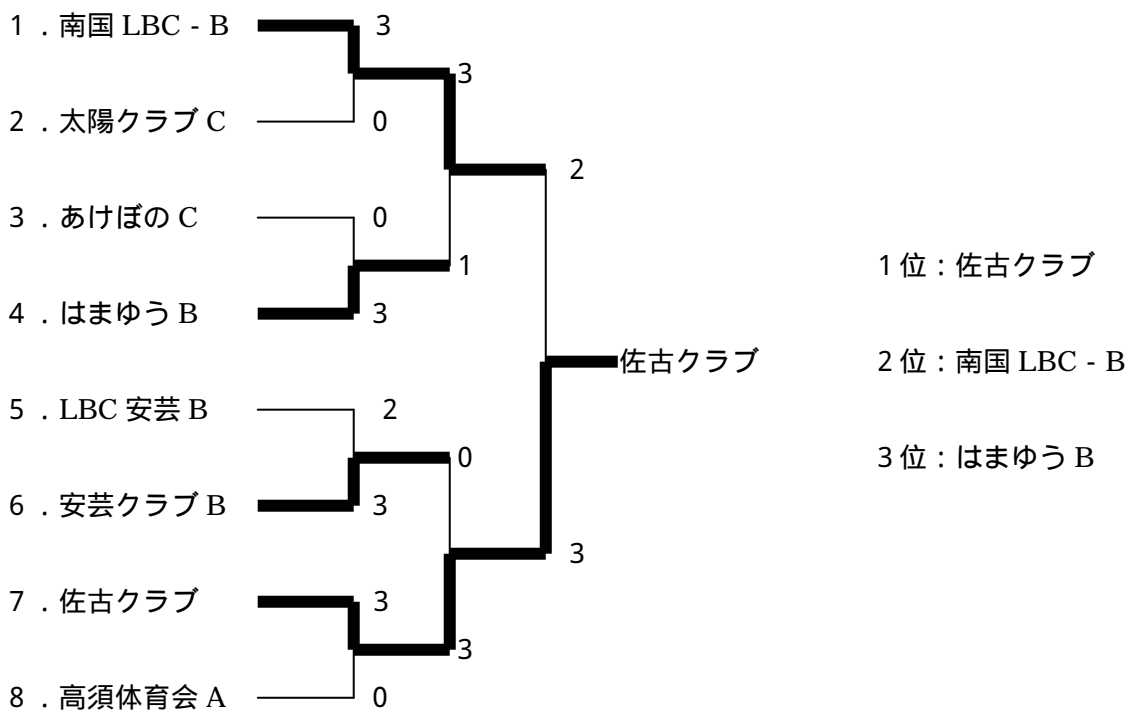 1．南国 LBC - B 3
3
2．太陽クラブ C 0
2
3．あけぼの C 0
1
1位：佐古クラブ
4．はまゆう B 3
佐古クラブ
2位：南国 LBC - B
5．LBC 安芸 B 2
0
3位：はまゆう B
6．安芸クラブ B 3
3
7．佐古クラブ 3
3
8．高須体育会 A 0